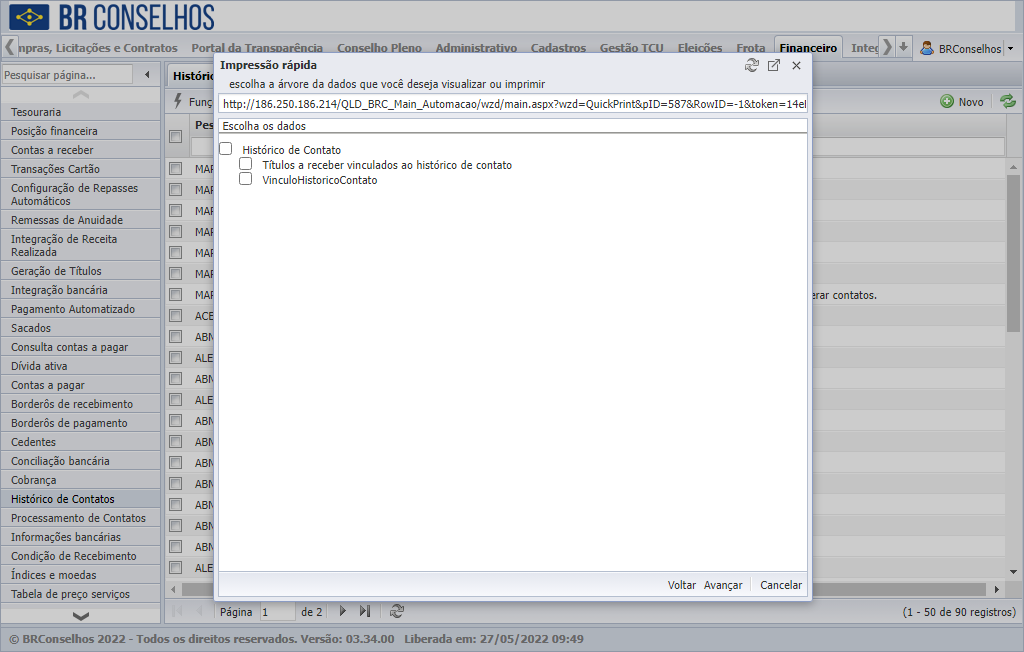 BR CONSELHOS
mpras, Licitações e Contratos Portal da Transparência Conselho Pleno Administrativo Cadastros Gestão TCU Eleições Frota Financeiro Integ BRConselhos
Pesquisar página...
Históric
Tesouraria
Posição financeira
Contas a receber
Transações Cartão
Configuração de Repasses
Automáticos
Remessas de Anuidade
Integração de Receita
Realizada
Geração de Títulos
Integração bancária
Pagamento Automatizado
Sacados
Consulta contas a pagar
Dívida ativa
Contas a pagar
Borderôs de recebimento
Borderôs de pagamento
Cedentes
Conciliação bancária
Cobrança
Histórico de Contatos
Processamento de Contatos
Informações bancárias
Condição de Recebimento
Índices e moedas
Tabela de preço serviços
Funç
Novo
Pes
MAR
MAR
MAR
MAR
MAR
MAR
MAR
erar contatos.
ACE
ABN
ALE
ABN
ALE
ABN
ABN
ABN
ABN
ABN
ABN
ABN
ALE
Impressão rápida
escolha a árvore da dados que você deseja visualizar ou imprimir
http://186.250.186.214/QLD_BRC_Main_Automacao/wzd/main.aspx?wzd=QuickPrint&pID=587&RowID=-1&token=14el
Escolha os dados
Histórico de Contato
Títulos a receber vinculados ao histórico de contato
VinculoHistoricoContato
Voltar Avançar Cancelar
Página 1 de 2
(1 - 50 de 90 registros)
© BRConselhos 2022 - Todos os direitos reservados. Versão: 03.34.00 Liberada em: 27/05/2022 09:49